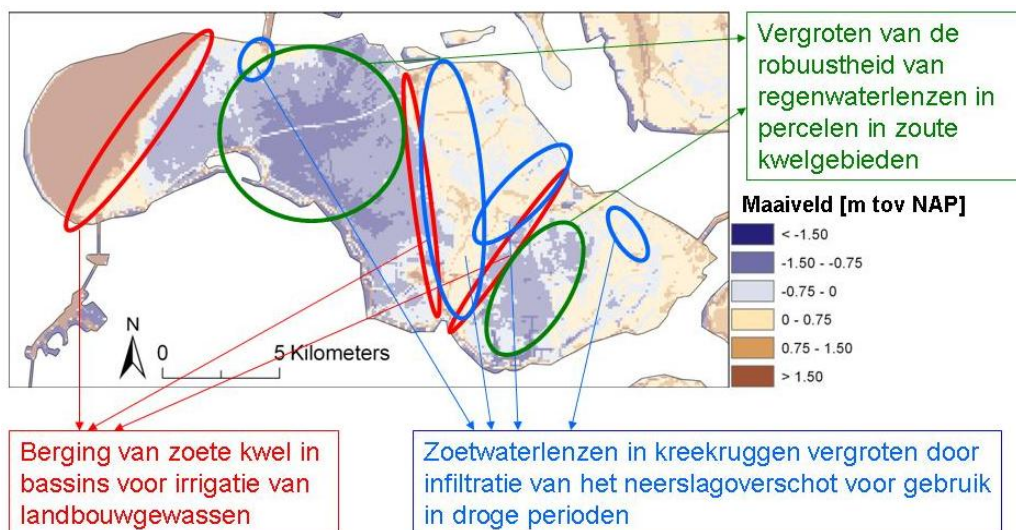 Vergroten van de
robuustheid van
regenwaterlenzen in
percelen in zoute
kwelgebieden
Maaiveld [m tov NAP]
< -1.50
-1.50 - -0.75
-0.75 - 0
0 - 0.75
0.75 - 1.50
> 1.50
N
0
5 Kilometers
Berging van zoete kwel in
bassins voor irrigatie van
landbouwgewassen
Zoetwaterlenzen in kreekruggen vergroten door
infiltratie van het neerslagoverschot voor gebruik
in droge perioden